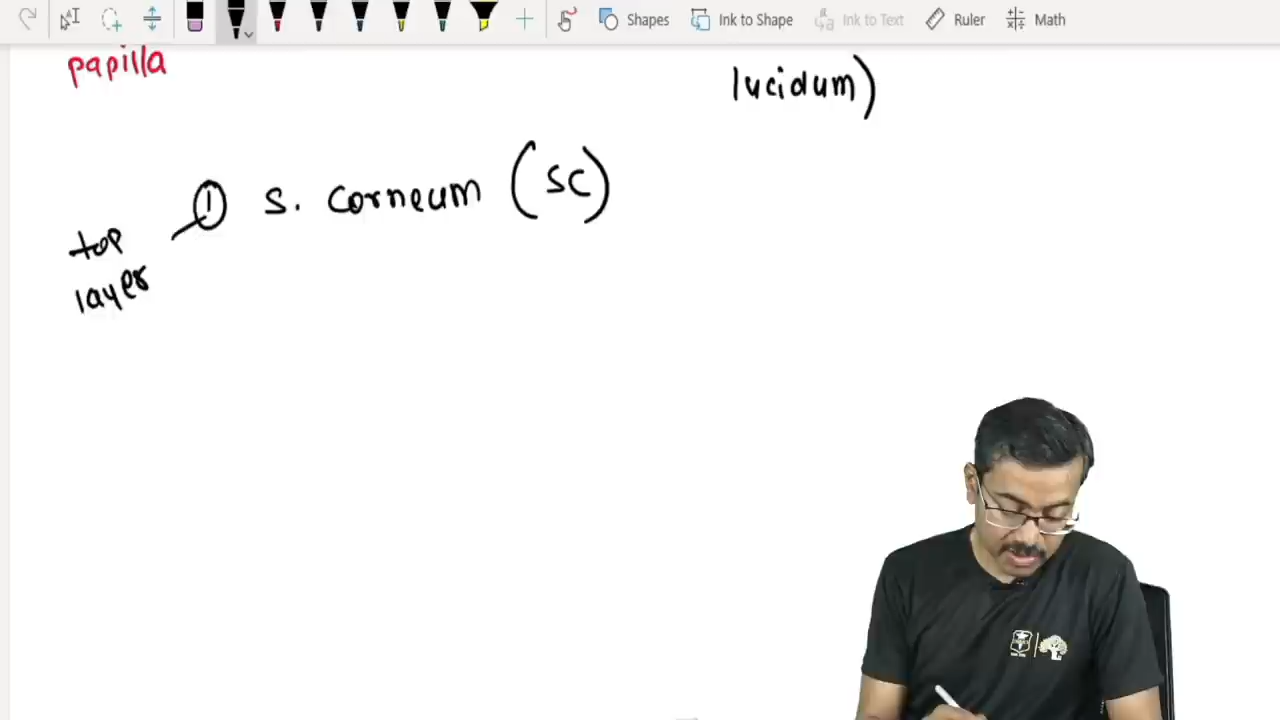 Shapes Ink to Shape Ink to Text Ruler Math
papilla
lucidum)
① S. Corneum (SC)
top
layer